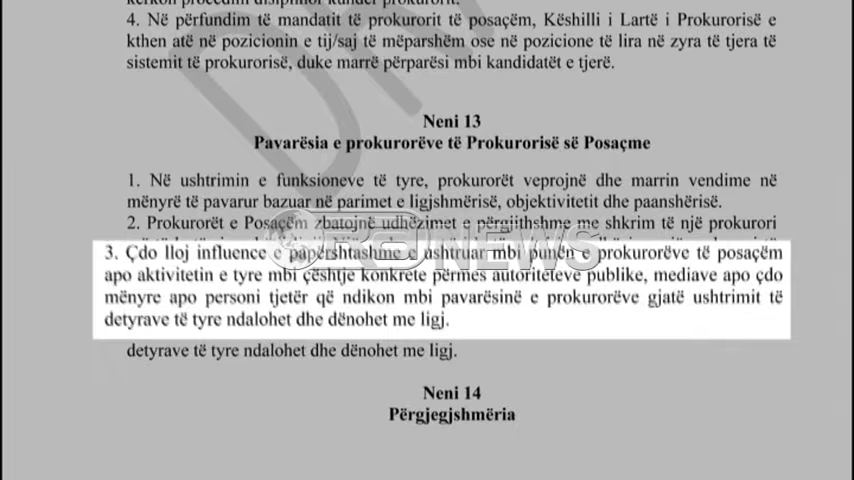 4. Në përfundim të mandatit të prokurorit të posaçëm, Këshilli i Lartë i Prokurorisë e
kthen atë në pozicionin e tij/saj të mëparshëm ose në pozicione të lira në zyra të tjera të
sistemit të prokurorisë, duke marrë përparësi mbi kandidatët e tjerë.
Neni 13
Pavarësia e prokurorëve të Prokurorisë së Posaçme
1. Në ushtrimin e funksioneve të tyre, prokurorët veprojnë dhe marrin vendime në
mënyrë të pavarur bazuar në parimet e ligjshmërisë, objektivitetit dhe paanshërisë.
2. Prokurorët e Posaçëm zbatojnë udhëzimet e përgjithshme me shkrim të një prokurori
3. Çdo lloj influence e papërshtashme e ushtruar mbi punën e prokurorëve të posaçëm
apo aktivitetin e tyre mbi çështje konkrete përmes autoriteteve publike, mediave apo çdo
mënyre apo personi tjetër që ndikon mbi pavarësinë e prokurorëve gjatë ushtrimit të
detyrave të tyre ndalohet dhe dënohet me ligj.
detyrave të tyre ndalohet dhe dënohet me ligj.
Neni 14
Përgjegjshmëria
ORA NEWS